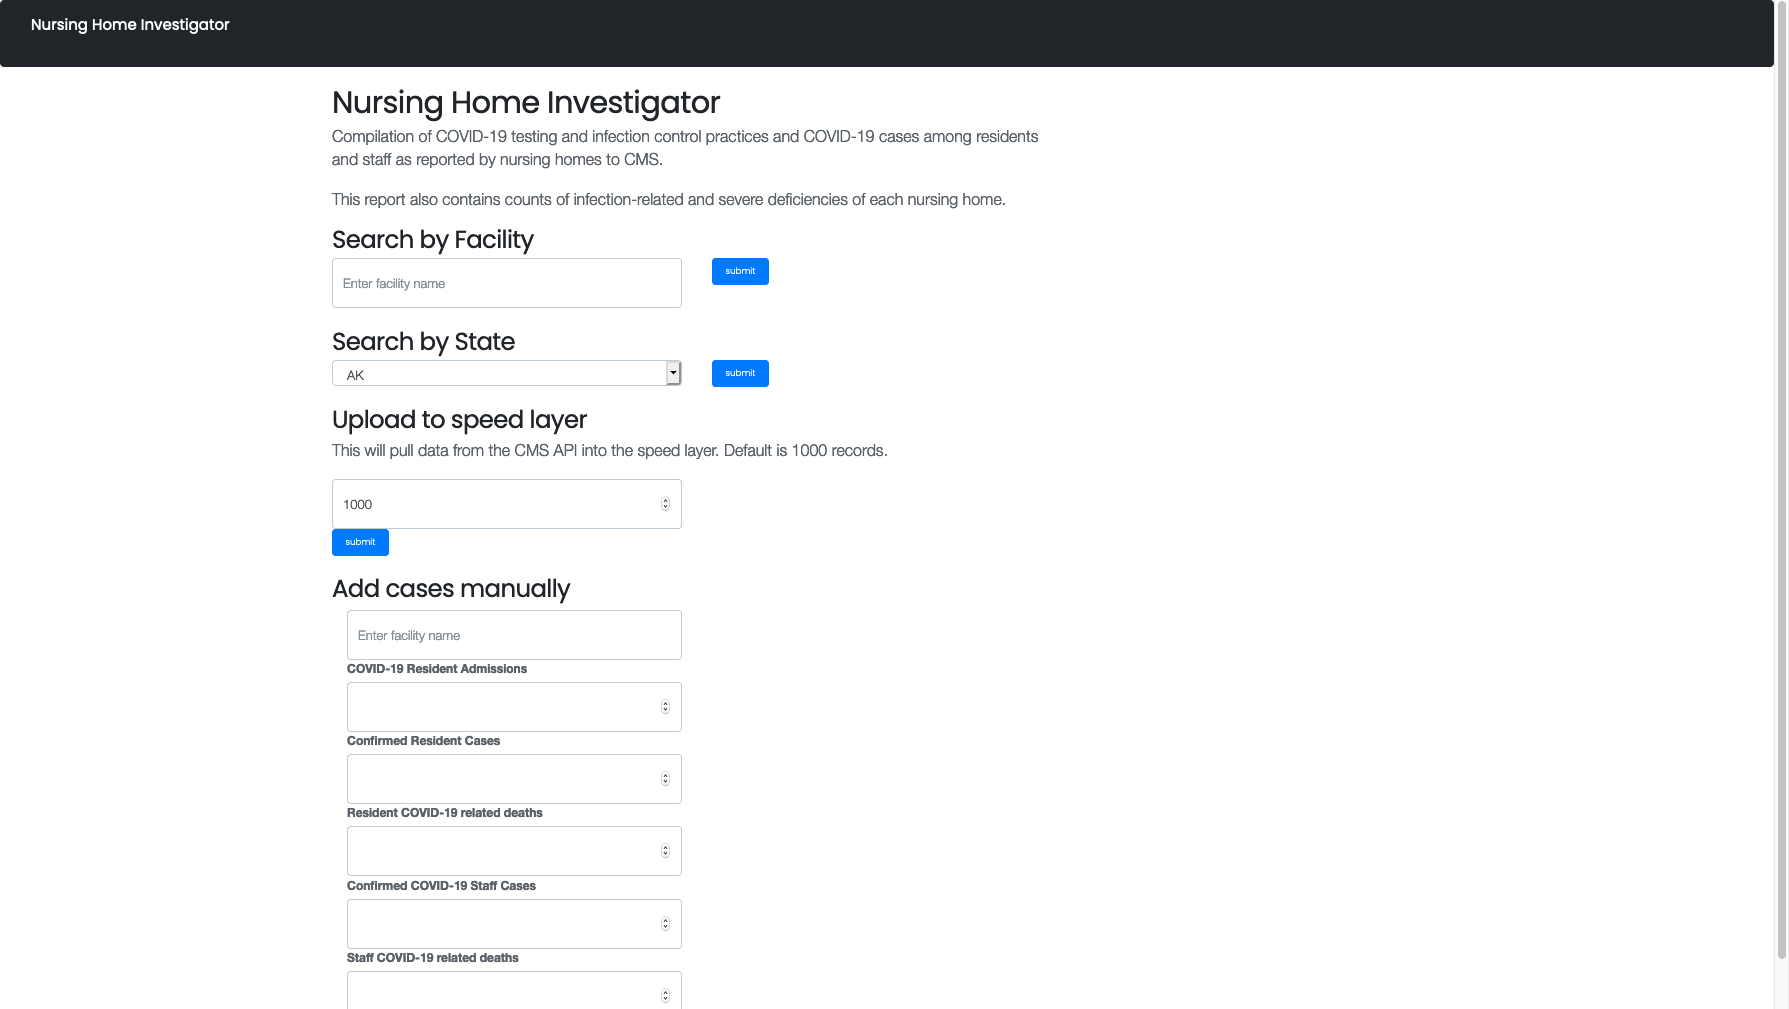 Nursing Home Investigator
Nursing Home Investigator
Compilation of COVID-19 testing and infection control practices and COVID-19 cases among residents
and staff as reported by nursing homes to CMS.
This report also contains counts of infection-related and severe deficiencies of each nursing home.
Search by Facility
Enter facility name
submit
Search by State
AK
submit
Upload to speed layer
This will pull data from the CMS API into the speed layer. Default is 1000 records.
1000
submit
Add cases manually
Enter facility name
COVID-19 Resident Admissions
Confirmed Resident Cases
Resident COVID-19 related deaths
Confirmed COVID-19 Staff Cases
Staff COVID-19 related deaths